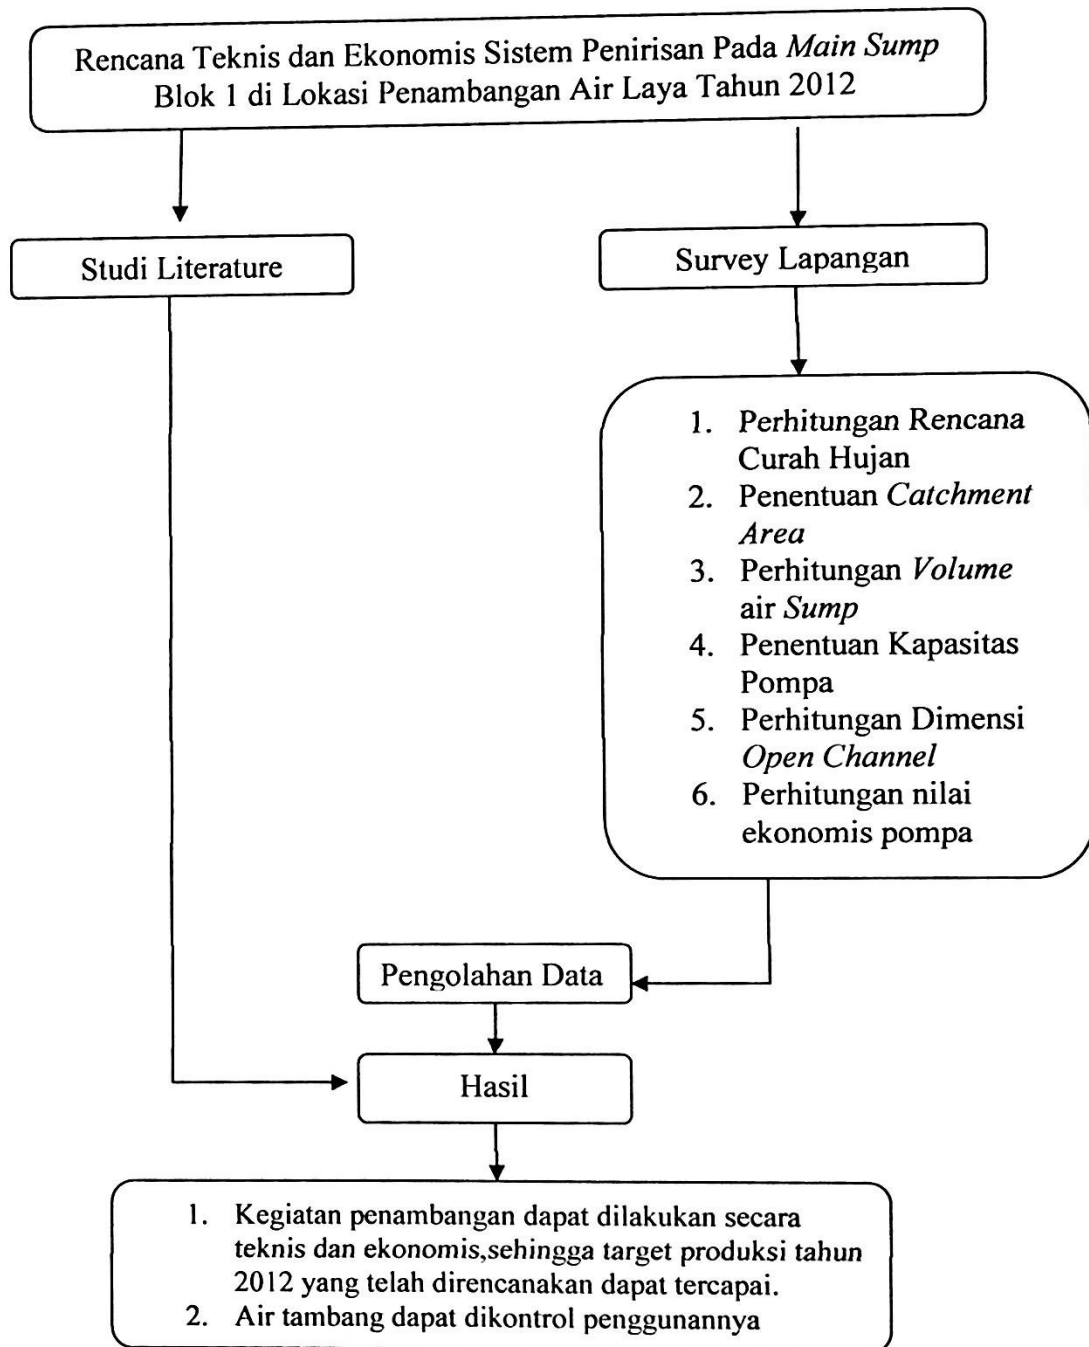 Rencana Teknis dan Ekonomis Sistem Penirisan Pada Main Sump
Blok 1 di Lokasi Penambangan Air Laya Tahun 2012
Studi Literature
Survey Lapangan
1. Perhitungan Rencana
Curah Hujan
2. Penentuan Catchment
Area
3. Perhitungan Volume
air Sump
4. Penentuan Kapasitas
Pompa
5. Perhitungan Dimensi
Open Channel
6. Perhitungan nilai
ekonomis pompa
Pengolahan Data
Hasil
1. Kegiatan penambangan dapat dilakukan secara
teknis dan ekonomis,sehingga target produksi tahun
2012 yang telah direncanakan dapat tercapai.
2. Air tambang dapat dikontrol penggunannya